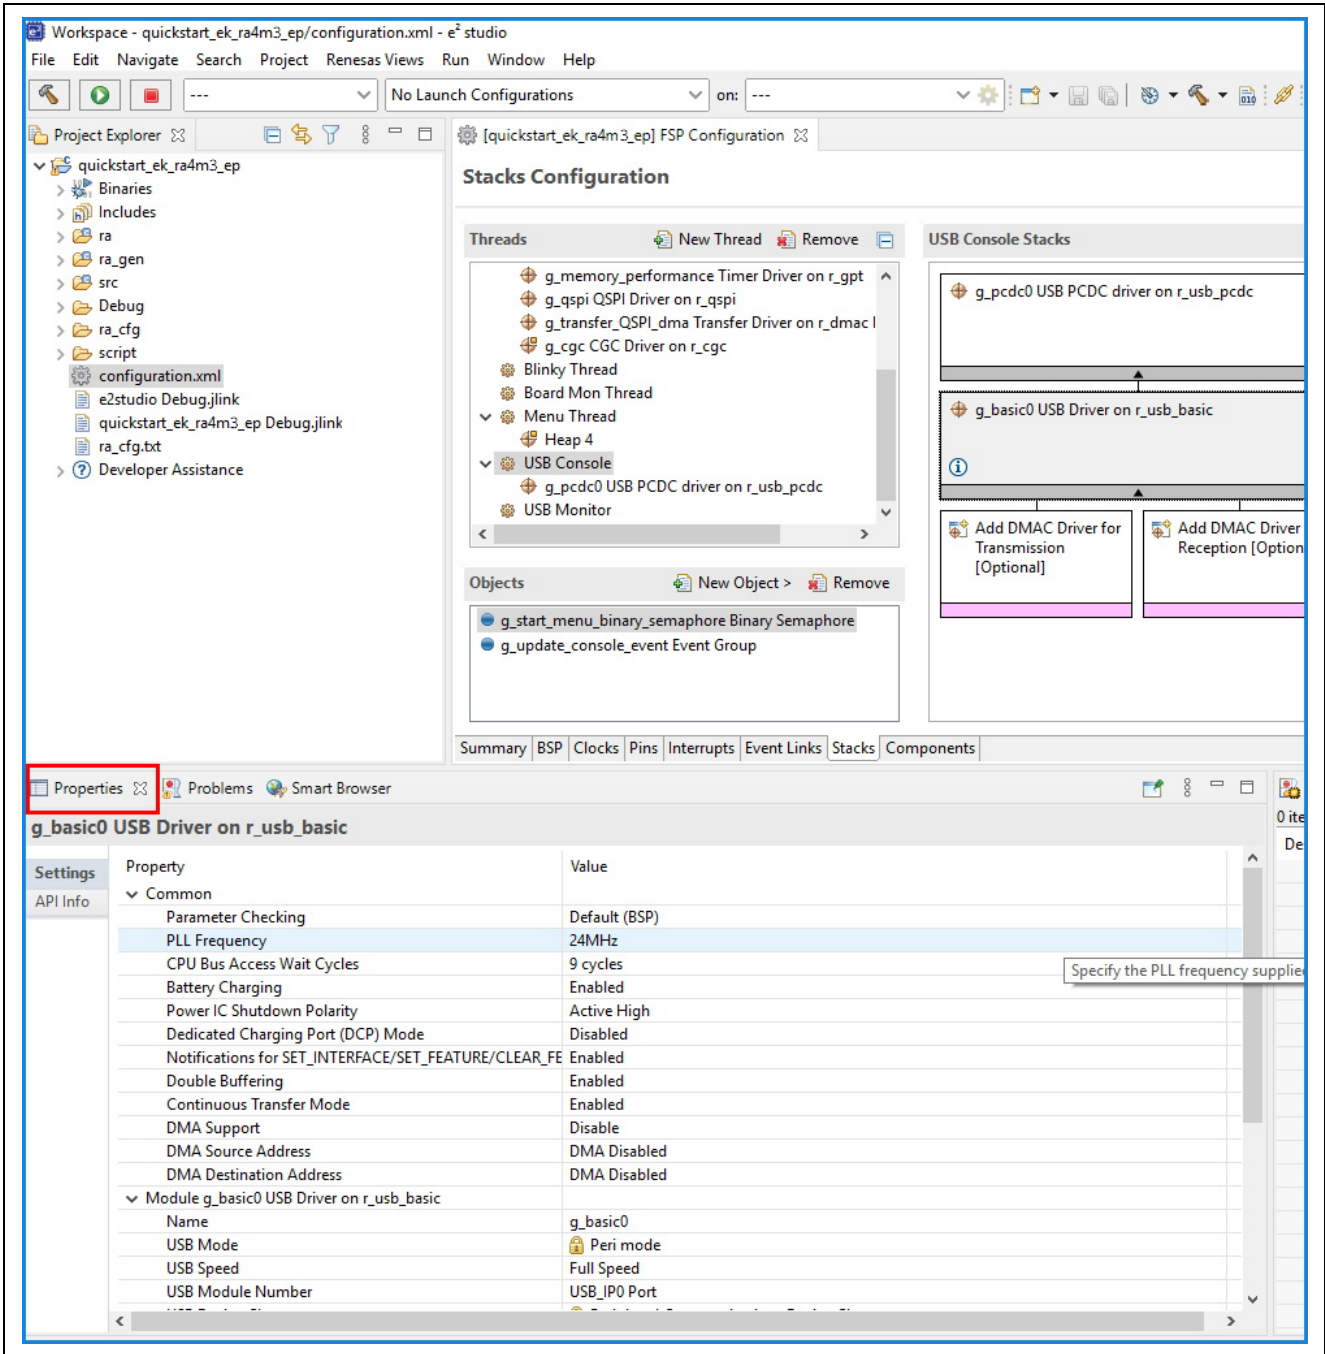 Workspace - quickstart_ek_ra4m3_ep/configuration.xml - e² studio
File Edit Navigate Search Project Renesas Views Run Window Help
--- No Launch Configurations on: ---
Project Explorer
quickstart_ek_ra4m3_ep
Binaries
Includes
ra
ra_gen
src
Debug
ra_cfg
script
configuration.xml
e2studio Debug.jlink
quickstart_ek_ra4m3_ep Debug.jlink
ra_cfg.txt
Developer Assistance
[quickstart_ek_ra4m3_ep] FSP Configuration
Stacks Configuration
Threads New Thread Remove
g_memory_performance Timer Driver on r_gpt
g_qspi QSPI Driver on r_qspi
g_transfer_QSPI_dma Transfer Driver on r_dmac
g_cgc CGC Driver on r_cgc
Blinky Thread
Board Mon Thread
Menu Thread
Heap 4
USB Console
g_pcdc0 USB PCDC driver on r_usb_pcdc
USB Monitor
Objects New Object > Remove
g_start_menu_binary_semaphore Binary Semaphore
g_update_console_event Event Group
USB Console Stacks
g_pcdc0 USB PCDC driver on r_usb_pcdc
g_basic0 USB Driver on r_usb_basic
Add DMAC Driver for
Transmission
[Optional]
Add DMAC Driver
Reception [Option
Summary BSP Clocks Pins Interrupts Event Links Stacks Components
Properties Problems Smart Browser
g_basic0 USB Driver on r_usb_basic
Settings
API Info
Property Value
Common
Parameter Checking Default (BSP)
PLL Frequency 24MHz
CPU Bus Access Wait Cycles 9 cycles
Battery Charging Enabled
Power IC Shutdown Polarity Active High
Dedicated Charging Port (DCP) Mode Disabled
Notifications for SET_INTERFACE/SET_FEATURE/CLEAR_FE Enabled
Double Buffering Enabled
Continuous Transfer Mode Enabled
DMA Support Disable
DMA Source Address DMA Disabled
DMA Destination Address DMA Disabled
Module g_basic0 USB Driver on r_usb_basic
Name g_basic0
USB Mode Peri mode
USB Speed Full Speed
USB Module Number USB_IP0 Port
Specify the PLL frequency supplie
0 ite
De